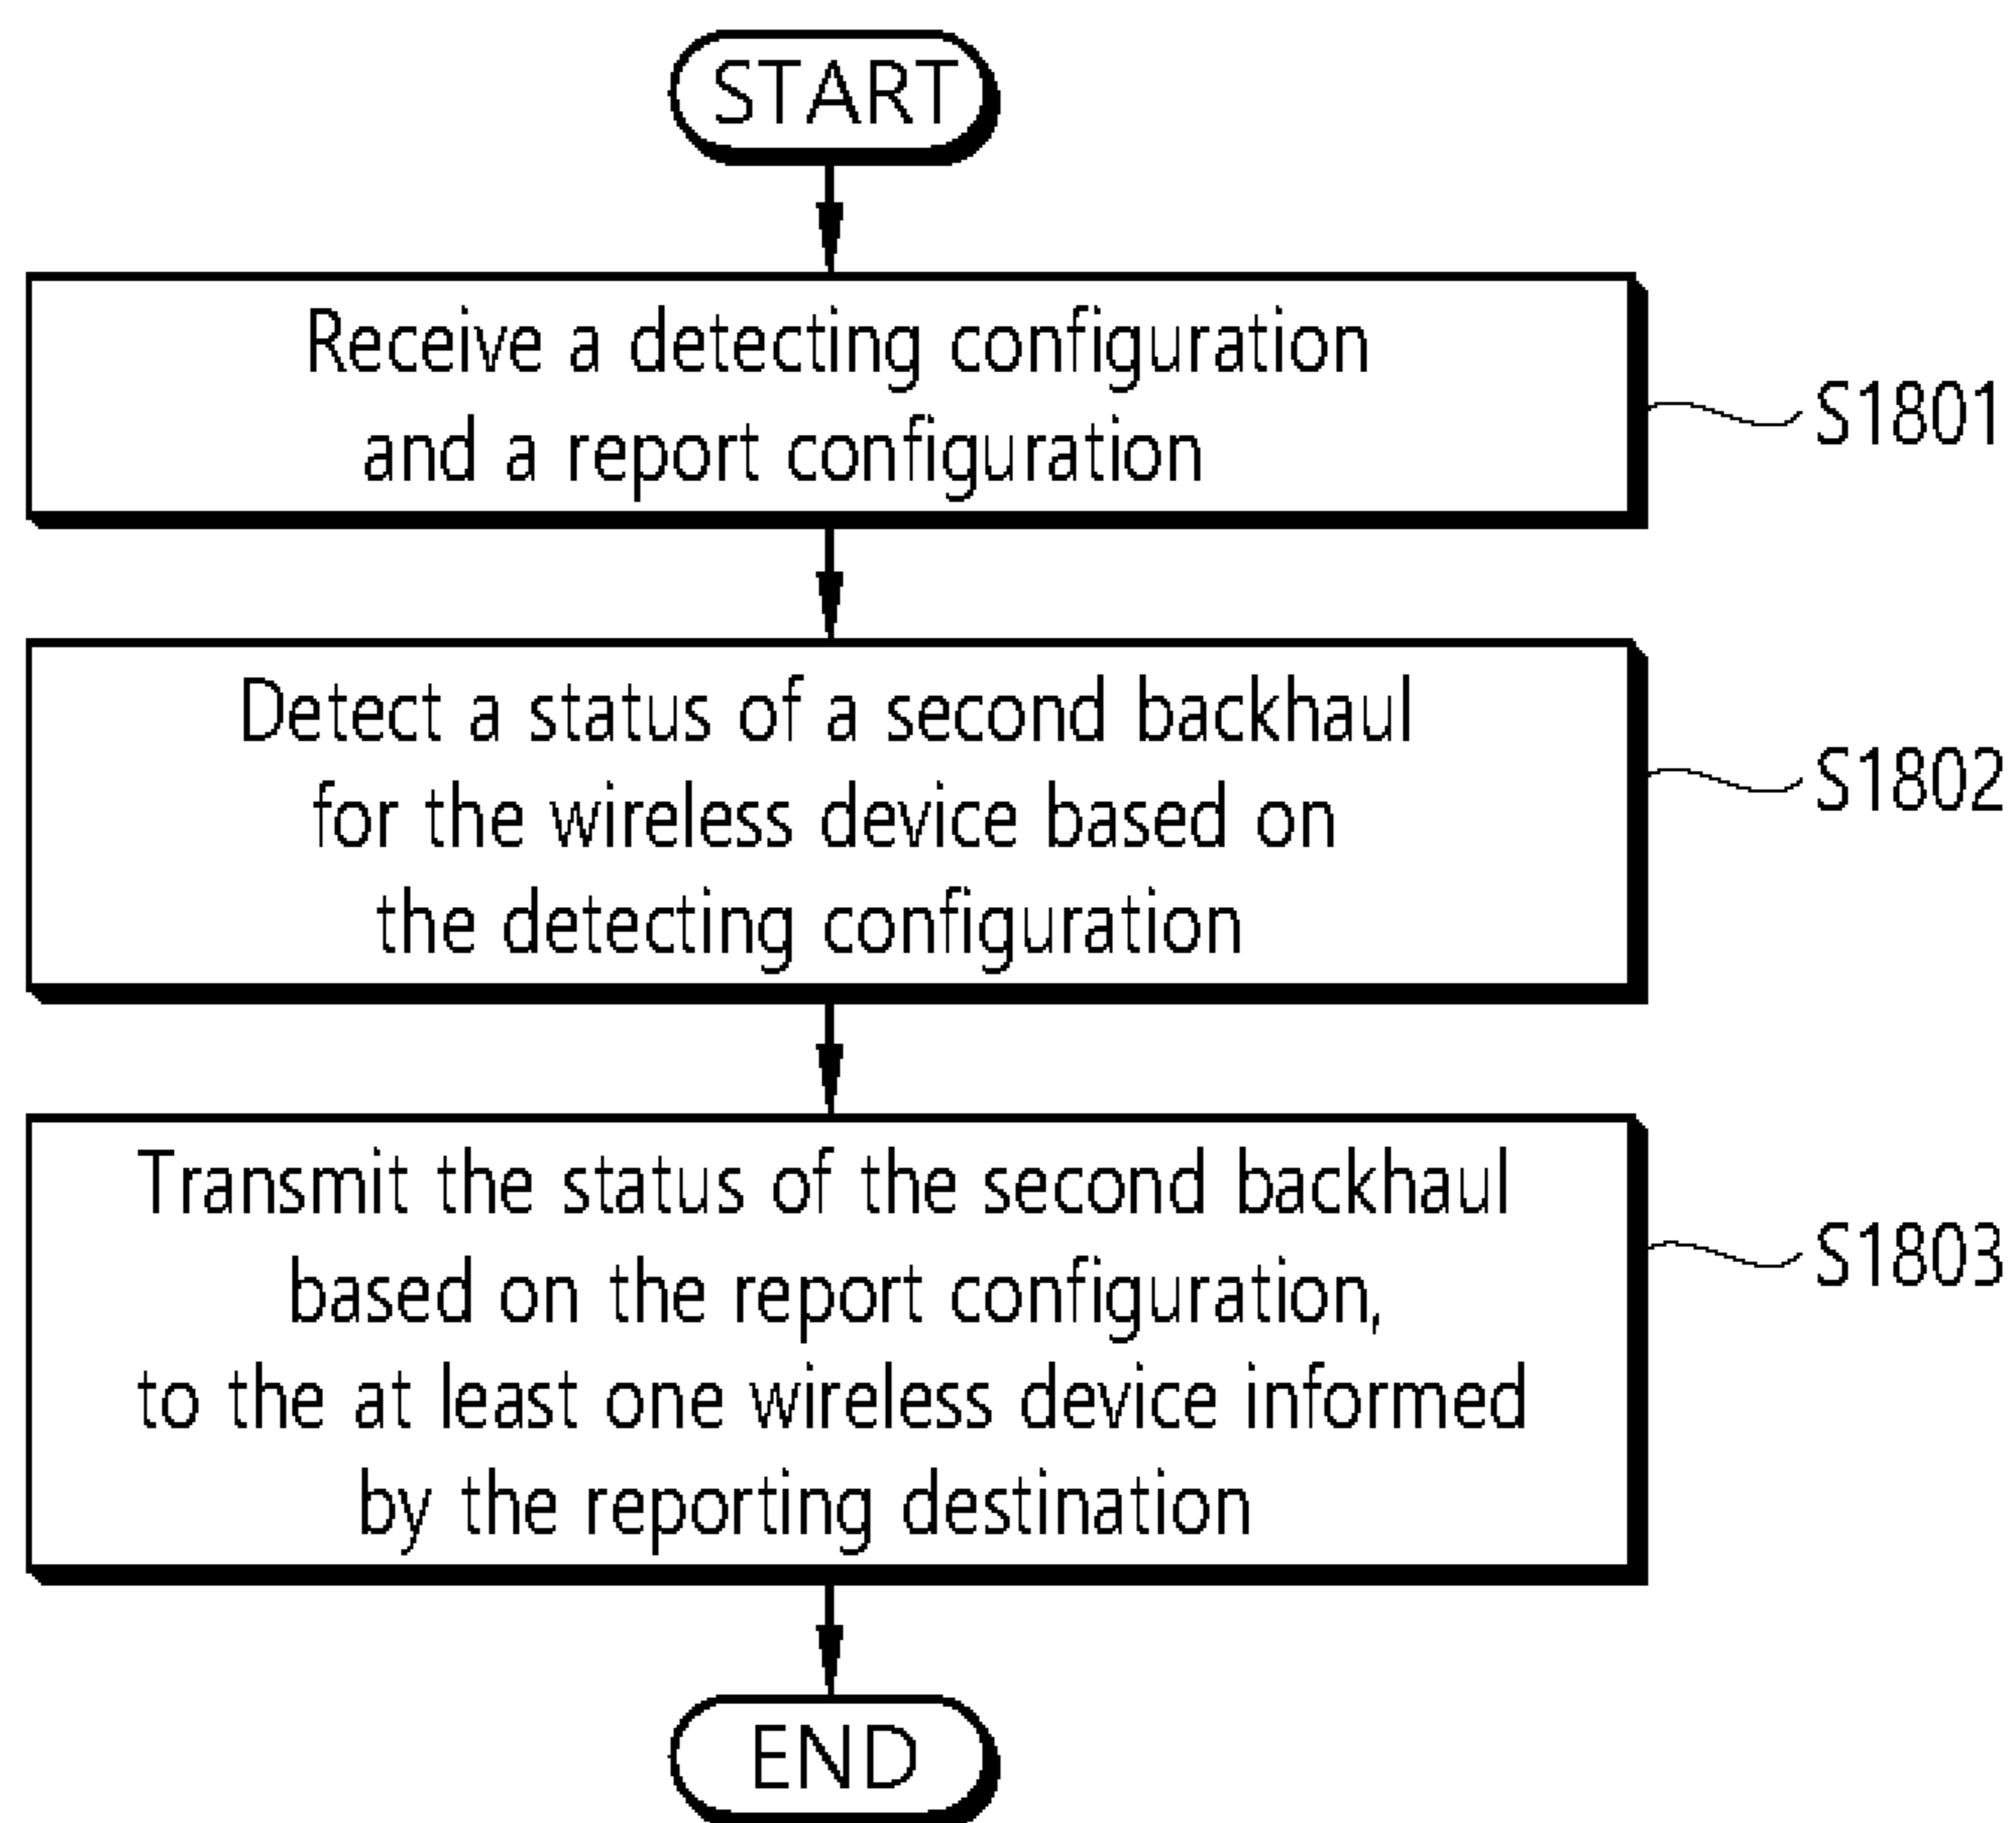 START
Receive a detecting configuration
and a report configuration
S1801
Detect a status of a second backhaul
for the wireless device based on
the detecting configuration
S1802
Transmit the status of the second backhaul
based on the report configuration,
to the at least one wireless device informed
by the reporting destination
S1803
END